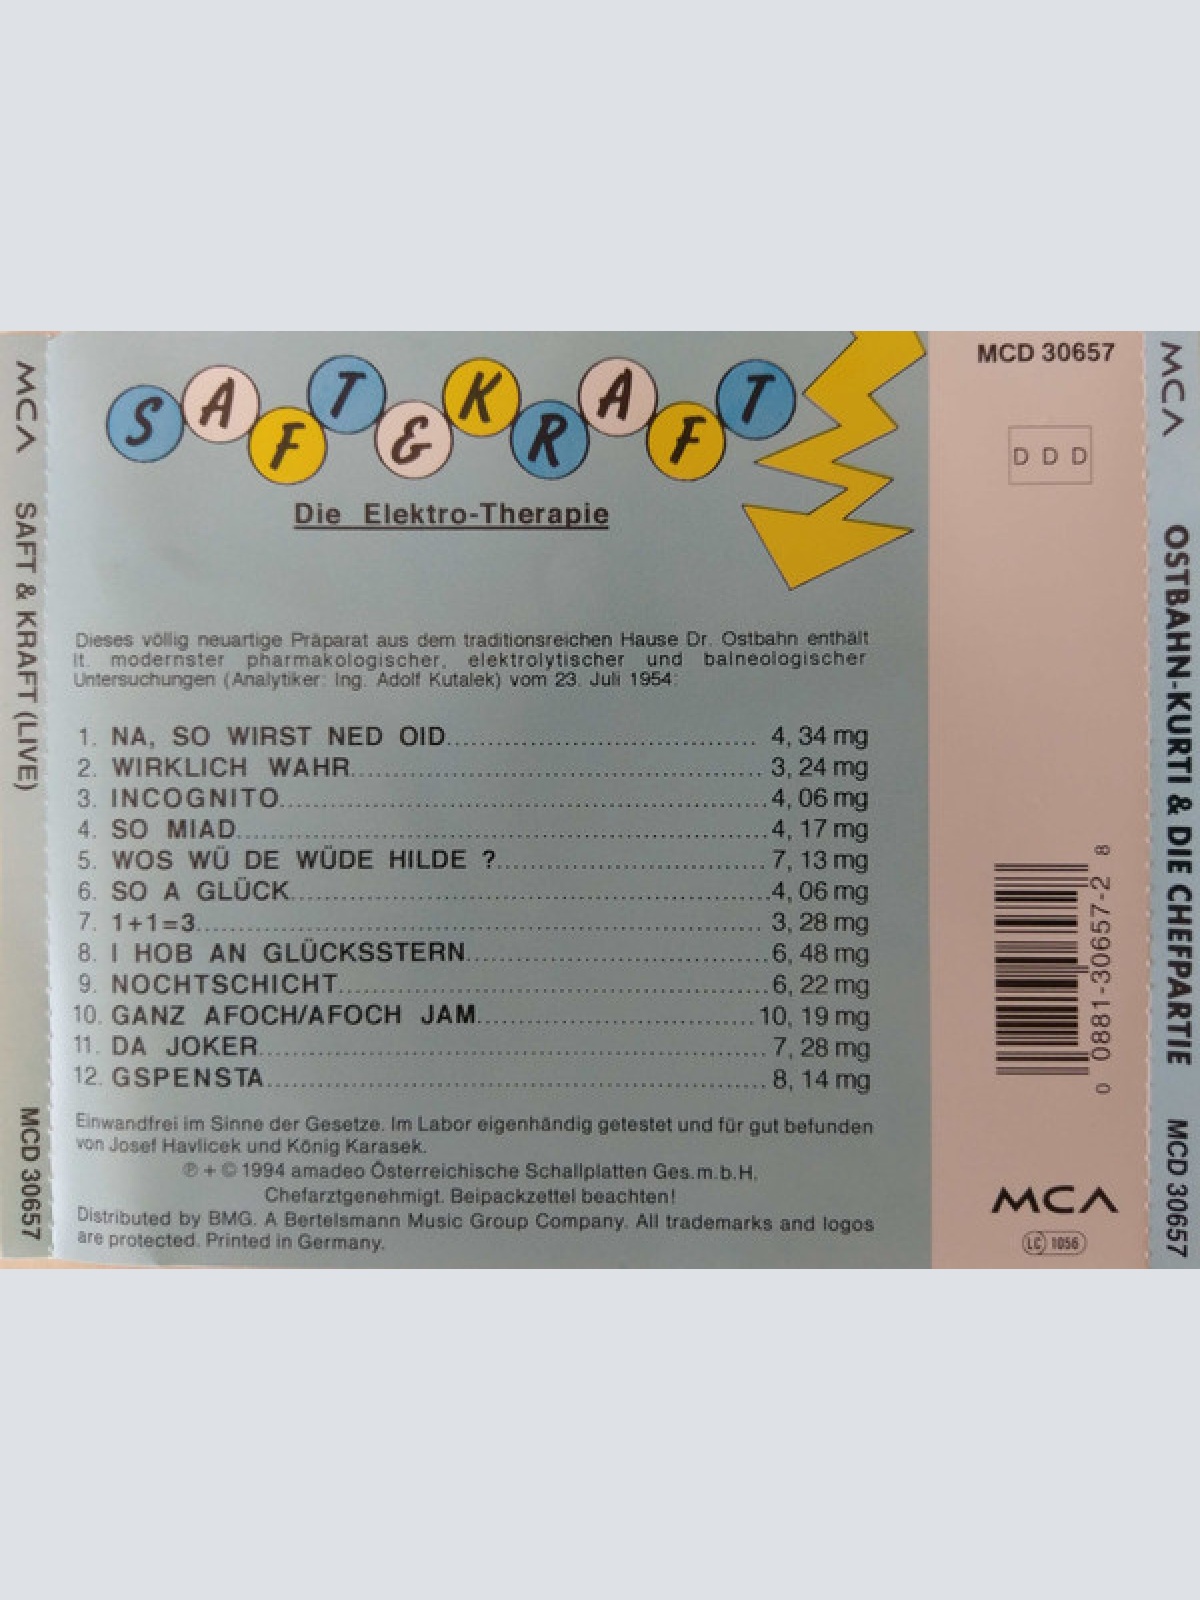 MCA SAFT & KRAFT (LIVE) MCD 30657
SAFT & KRAFT
Die Elektro-Therapie
Dieses völlig neuartige Präparat aus dem traditionsreichen Hause Dr. Ostbahn enthält
lt. modernster pharmakologischer, elektrolytischer und balneologischer
Untersuchungen (Analytiker: Ing. Adolf Kutalek) vom 23. Juli 1954:
1. NA, SO WIRST NED OID 4, 34 mg
2. WIRKLICH WAHR 3, 24 mg
3. INCOGNITO 4, 06 mg
4. SO MIAD 4, 17 mg
5. WOS WÜ DE WÜDE HILDE ? 7, 13 mg
6. SO A GLÜCK 4, 06 mg
7. 1+1=3 3, 28 mg
8. I HOB AN GLÜCKSSTERN 6, 48 mg
9. NOCHTSCHICHT 6, 22 mg
10. GANZ AFOCH/AFOCH JAM 10, 19 mg
11. DA JOKER 7, 28 mg
12. GSPENSTA 8, 14 mg
Einwandfrei im Sinne der Gesetze. Im Labor eigenhändig getestet und für gut befunden
von Josef Havlicek und König Karasek.
℗ + © 1994 amadeo Österreichische Schallplatten Ges.m.b.H.
Chefarztgenehmigt. Beipackzettel beachten!
Distributed by BMG. A Bertelsmann Music Group Company. All trademarks and logos
are protected. Printed in Germany.
MCD 30657
DDD
0 0881-30657-2 8
MCA
LC 1056
MCA OSTBAHN-KURTI & DIE CHEFPARTIE MCD 30657